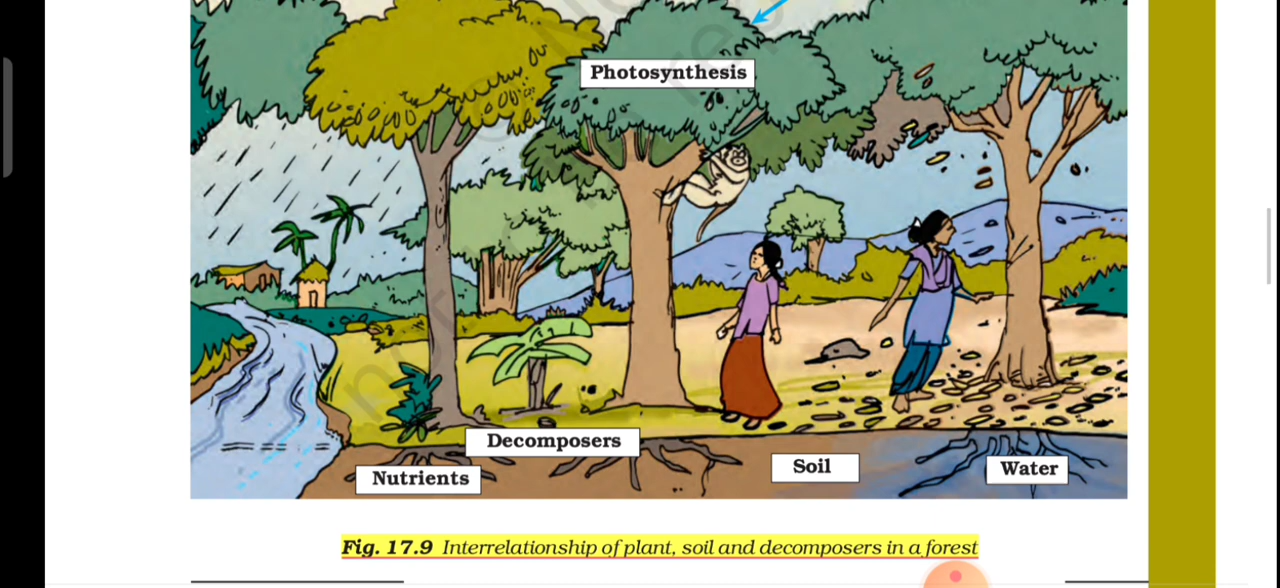 Photosynthesis
Decomposers
Soil
Water
Nutrients
Fig. 17.9 Interrelationship of plant, soil and decomposers in a forest